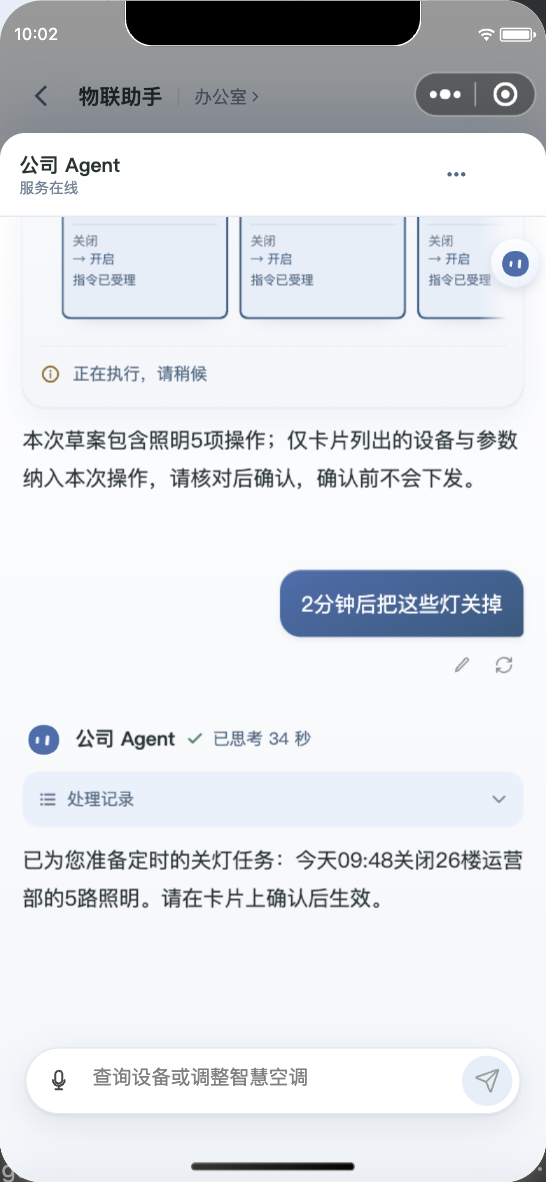 10:02
物联助手
办公室
公司 Agent
服务在线
关闭 关闭 关闭
→ 开启 → 开启 → 开启
指令已受理 指令已受理 指令已受理
正在执行，请稍候
本次草案包含照明5项操作；仅卡片列出的设备与参数
纳入本次操作，请核对后确认，确认前不会下发。
2分钟后把这些灯关掉
公司 Agent 已思考 34 秒
处理记录
已为您准备定时的关灯任务：今天09:48关闭26楼运营
部的5路照明。请在卡片上确认后生效。
查询设备或调整智慧空调